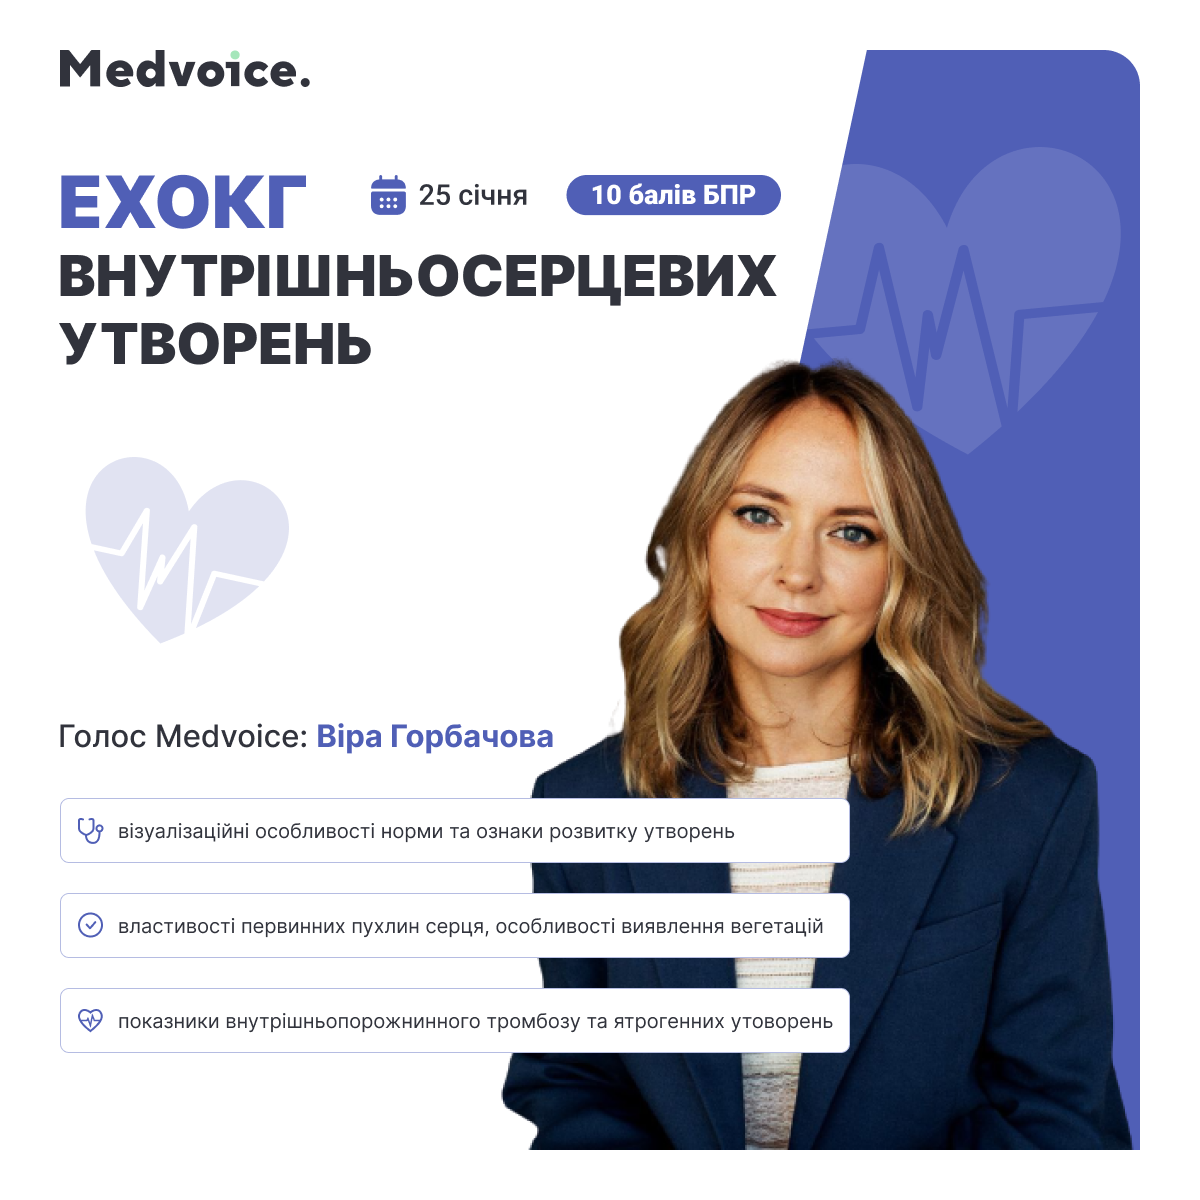 Medvoice.
ЕХОКГ
25 січня
10 балів БПР
ВНУТРІШНЬОСЕРЦЕВИХ
УТВОРЕНЬ
Голос Medvoice: Віра Горбачова
візуалізаційні особливості норми та ознаки розвитку утворень
властивості первинних пухлин серця, особливості виявлення вегетацій
показники внутрішньопорожнинного тромбозу та ятрогенних утоворень